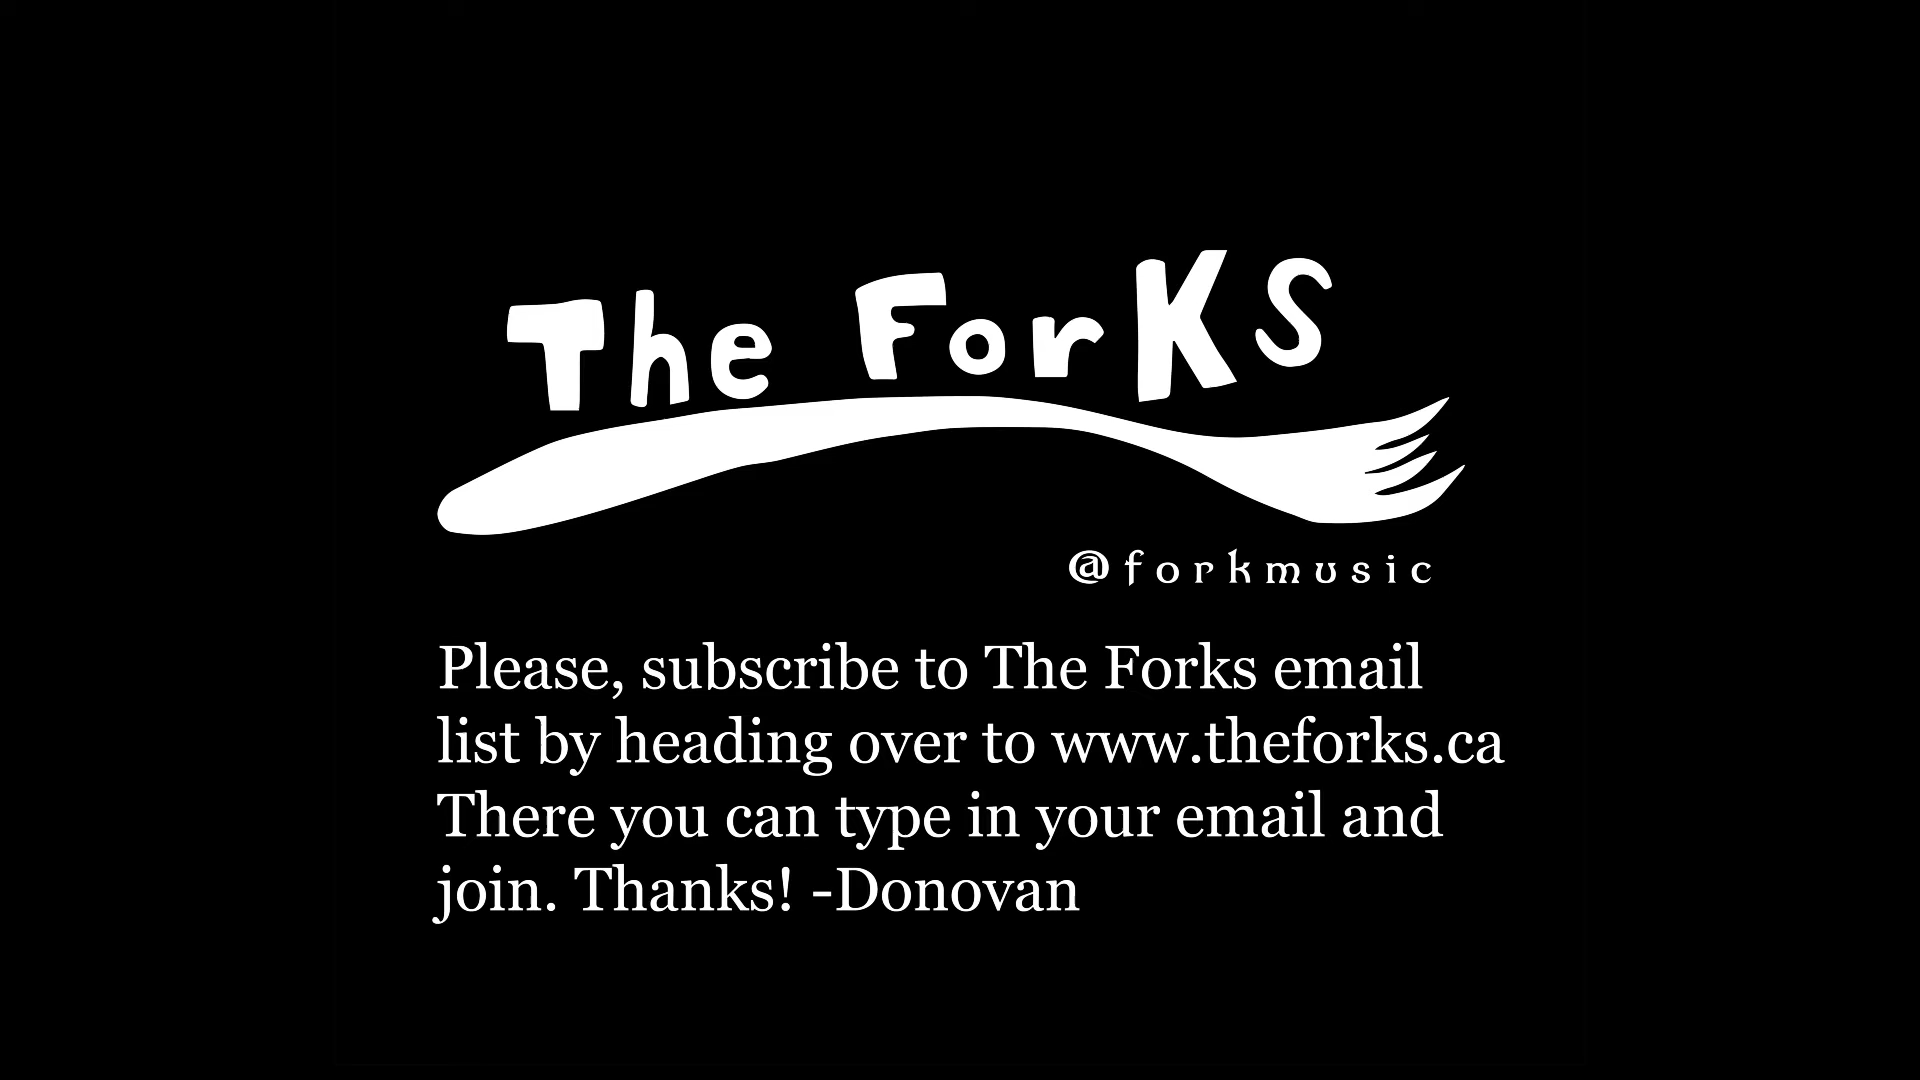 The ForKS
@forkmusic
Please, subscribe to The Forks email
list by heading over to www.theforks.ca
There you can type in your email and
join. Thanks! -Donovan